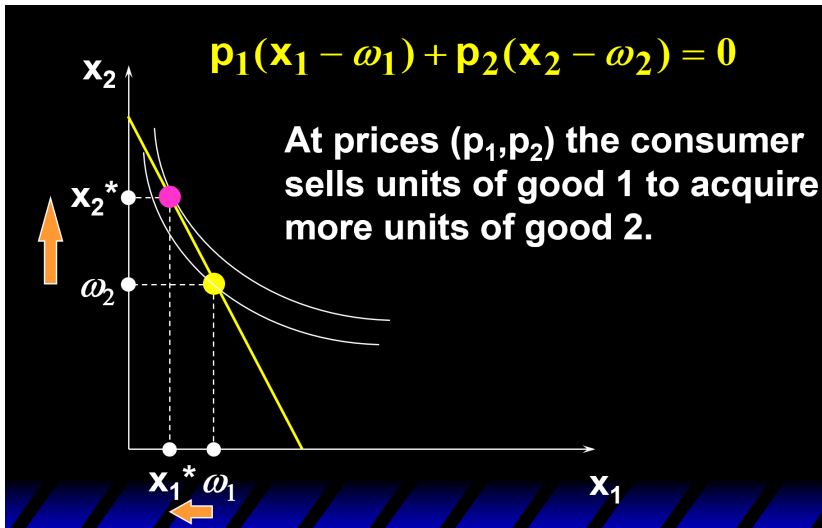 p₁(x₁ − ω₁) + p₂(x₂ − ω₂) = 0
x₂
At prices (p₁,p₂) the consumer
sells units of good 1 to acquire
more units of good 2.
x₂*
ω₂
x₁* ω₁
x₁